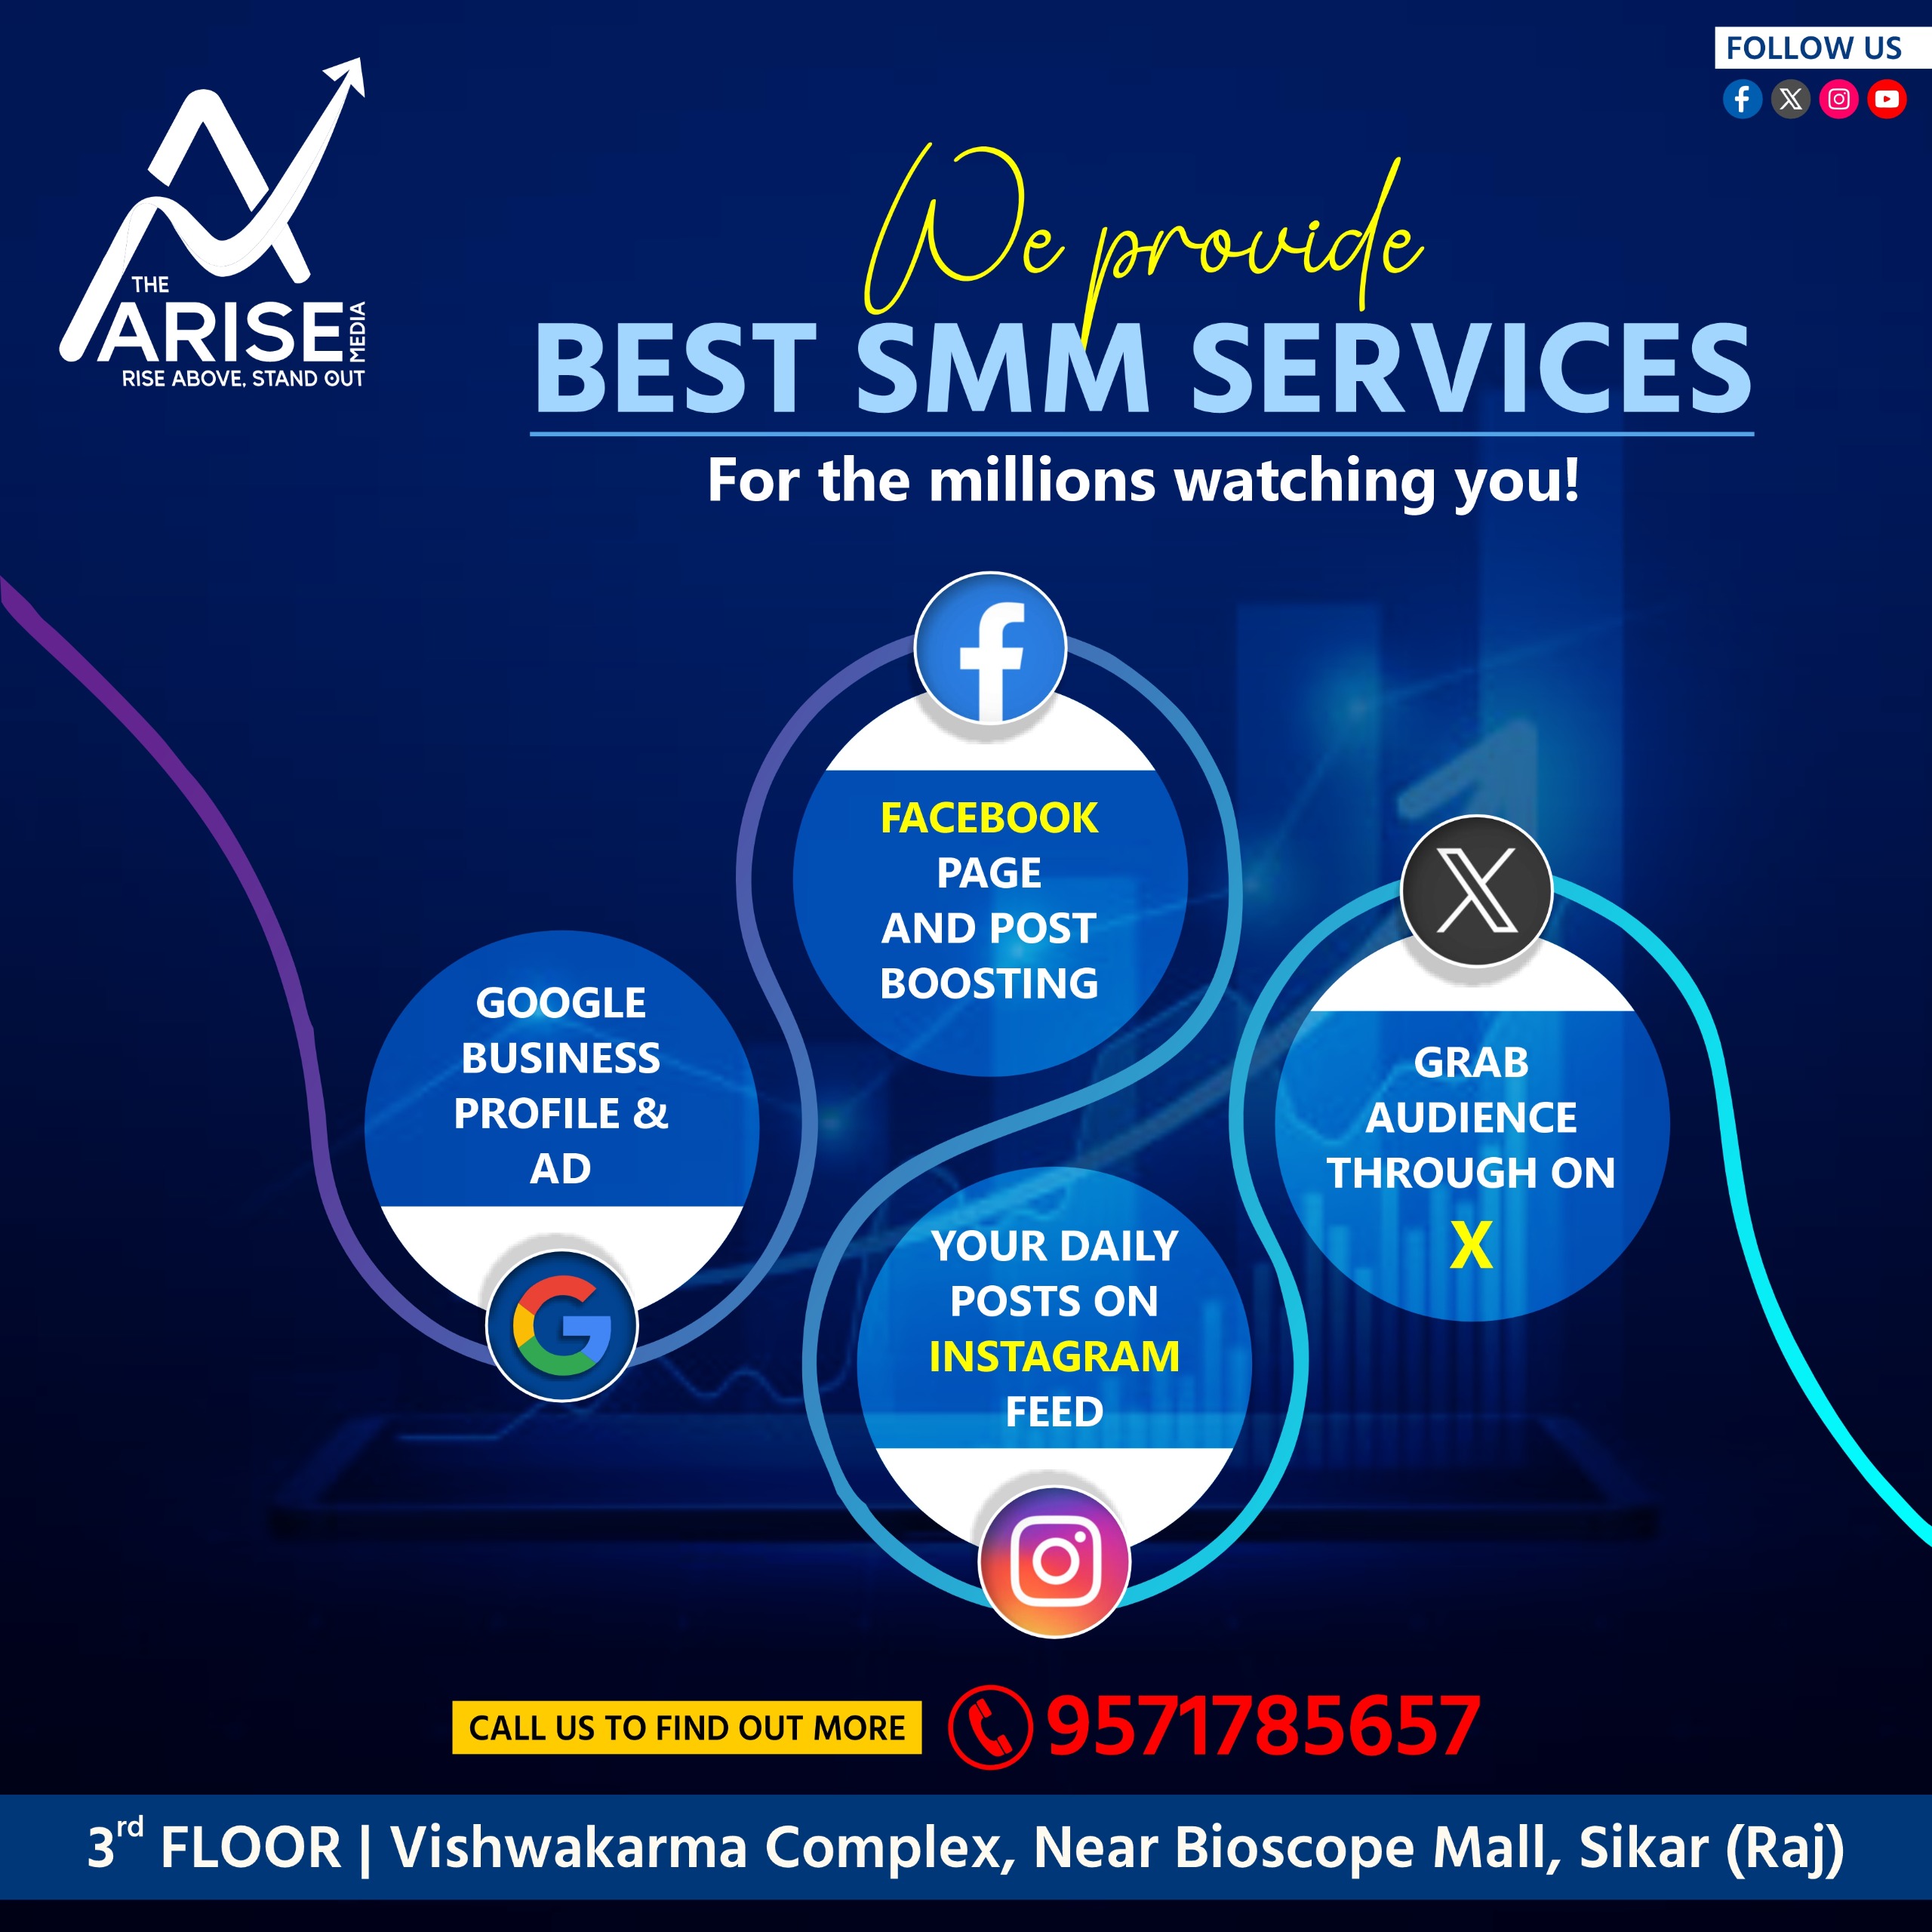 THE
ARISE
MEDIA
RISE ABOVE, STAND OUT
FOLLOW US
We provide
BEST SMM SERVICES
For the millions watching you!
FACEBOOK
PAGE
AND POST
BOOSTING
GOOGLE
BUSINESS
PROFILE &
AD
GRAB
AUDIENCE
THROUGH ON
X
YOUR DAILY
POSTS ON
INSTAGRAM
FEED
CALL US TO FIND OUT MORE
9571785657
3rd FLOOR | Vishwakarma Complex, Near Bioscope Mall, Sikar (Raj)